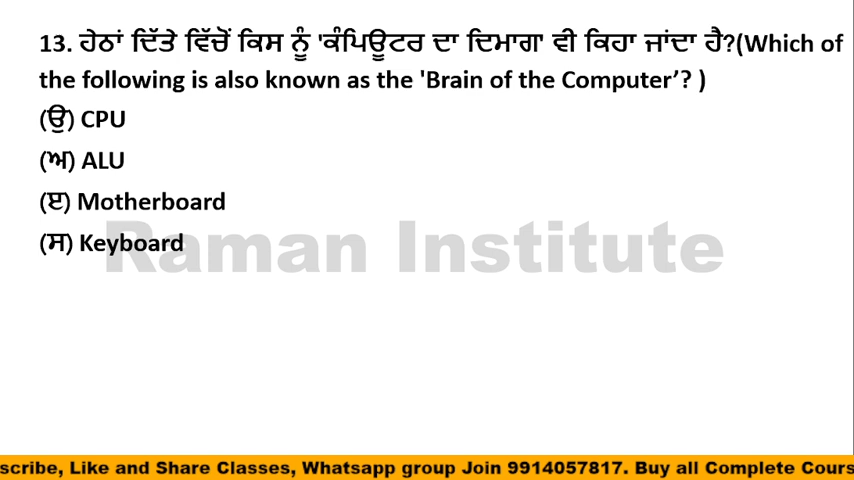 13. ਹੇਠਾਂ ਦਿੱਤੇ ਵਿੱਚੋਂ ਕਿਸ ਨੂੰ 'ਕੰਪਿਊਟਰ ਦਾ ਦਿਮਾਗ' ਵੀ ਕਿਹਾ ਜਾਂਦਾ ਹੈ?(Which of
the following is also known as the 'Brain of the Computer’? )
(ਉ) CPU
(ਅ) ALU
(ੲ) Motherboard
(ਸ) Keyboard
Raman Institute
scribe, Like and Share Classes, Whatsapp group Join 9914057817. Buy all Complete Cours